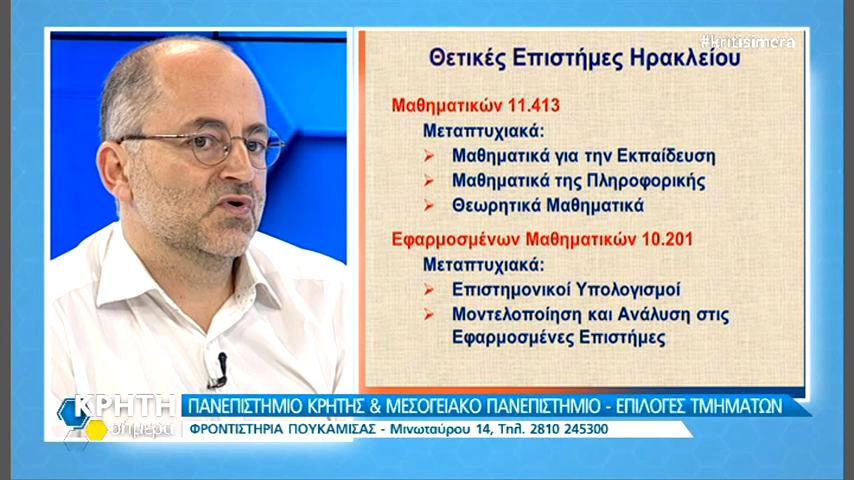 #kritisimera
Θετικές Επιστήμες Ηρακλείου
Μαθηματικών 11.413
Μεταπτυχιακά:
Μαθηματικά για την Εκπαίδευση
Μαθηματικά της Πληροφορικής
Θεωρητικά Μαθηματικά
Εφαρμοσμένων Μαθηματικών 10.201
Μεταπτυχιακά:
Επιστημονικοί Υπολογισμοί
Μοντελοποίηση και Ανάλυση στις
Εφαρμοσμένες Επιστήμες
ΚΡΗΤΗ
σήμερα
ΠΑΝΕΠΙΣΤΗΜΙΟ ΚΡΗΤΗΣ & ΜΕΣΟΓΕΙΑΚΟ ΠΑΝΕΠΙΣΤΗΜΙΟ - ΕΠΙΛΟΓΕΣ ΤΜΗΜΑΤΩΝ
ΦΡΟΝΤΙΣΤΗΡΙΑ ΠΟΥΚΑΜΙΣΑΣ - Μινωταύρου 14, Τηλ. 2810 245300